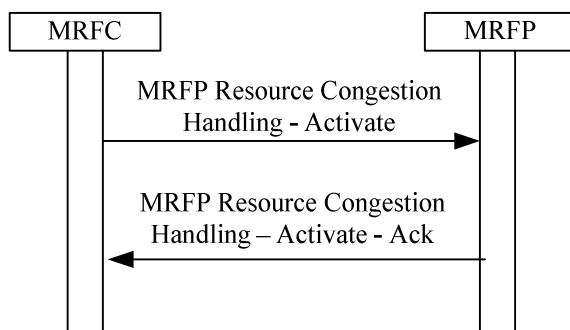 MRFC
MRFP
MRFP Resource Congestion
Handling - Activate
MRFP Resource Congestion
Handling – Activate - Ack